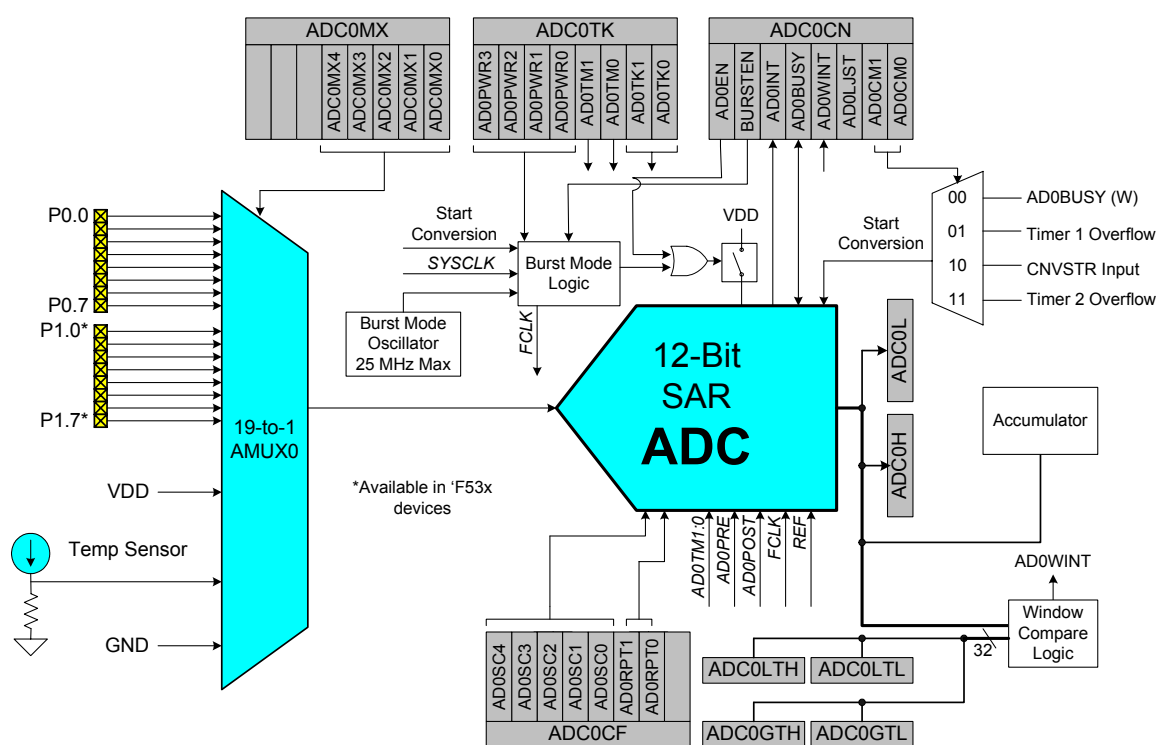 ADC0MX
ADC0MX4
ADC0MX3
ADC0MX2
ADC0MX1
ADC0MX0
ADC0TK
AD0PWR3
AD0PWR2
AD0PWR1
AD0PWR0
AD0TM1
AD0TM0
AD0TK1
AD0TK0
ADC0CN
AD0EN
BURSTEN
AD0INT
AD0BUSY
AD0WINT
AD0LJST
AD0CM1
AD0CM0
P0.0
P0.7
P1.0*
P1.7*
VDD
Temp Sensor
GND
19-to-1
AMUX0
Start
Conversion
SYSCLK
Burst Mode
Logic
Burst Mode
Oscillator
25 MHz Max
FCLK
VDD
Start
Conversion
00
01
10
11
AD0BUSY (W)
Timer 1 Overflow
CNVSTR Input
Timer 2 Overflow
12-Bit
SAR
ADC
*Available in 'F53x
devices
ADC0L
ADC0H
Accumulator
AD0TM1:0
AD0PRE
AD0POST
FCLK
REF
AD0WINT
Window
Compare
Logic
32
AD0SC4
AD0SC3
AD0SC2
AD0SC1
AD0SC0
AD0RPT1
AD0RPT0
ADC0CF
ADC0LTH
ADC0LTL
ADC0GTH
ADC0GTL